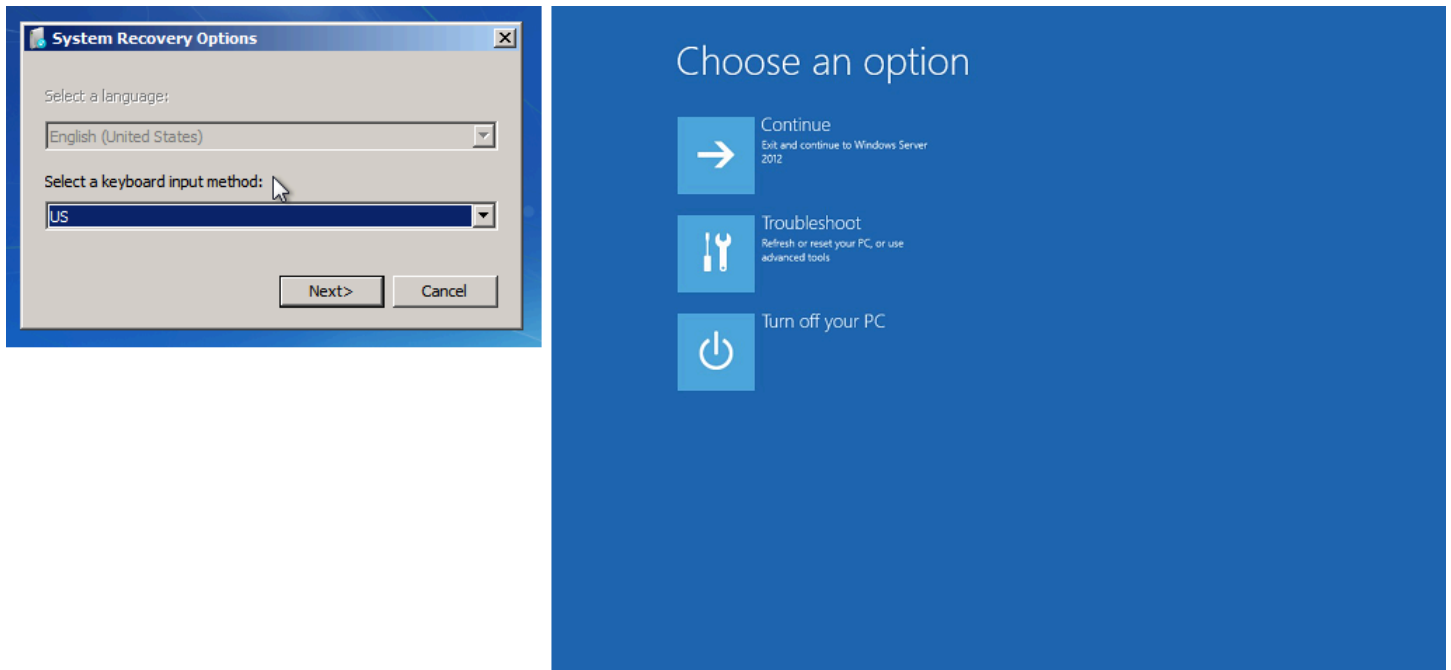 System Recovery Options
Select a language:
English (United States)
Select a keyboard input method:
US
Next>
Cancel
Choose an option
Continue
Exit and continue to Windows Server
2012
Troubleshoot
Refresh or reset your PC, or use
advanced tools
Turn off your PC